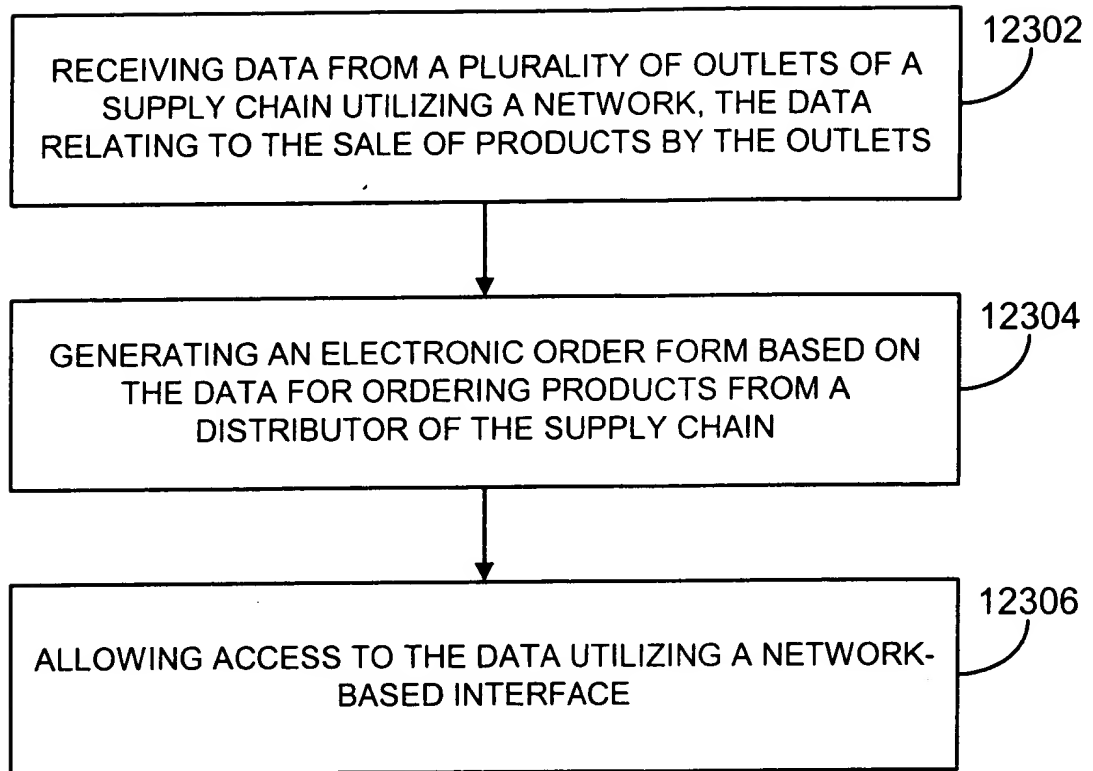 12302
RECEIVING DATA FROM A PLURALITY OF OUTLETS OF A
SUPPLY CHAIN UTILIZING A NETWORK, THE DATA
RELATING TO THE SALE OF PRODUCTS BY THE OUTLETS
12304
GENERATING AN ELECTRONIC ORDER FORM BASED ON
THE DATA FOR ORDERING PRODUCTS FROM A
DISTRIBUTOR OF THE SUPPLY CHAIN
12306
ALLOWING ACCESS TO THE DATA UTILIZING A NETWORK-
BASED INTERFACE